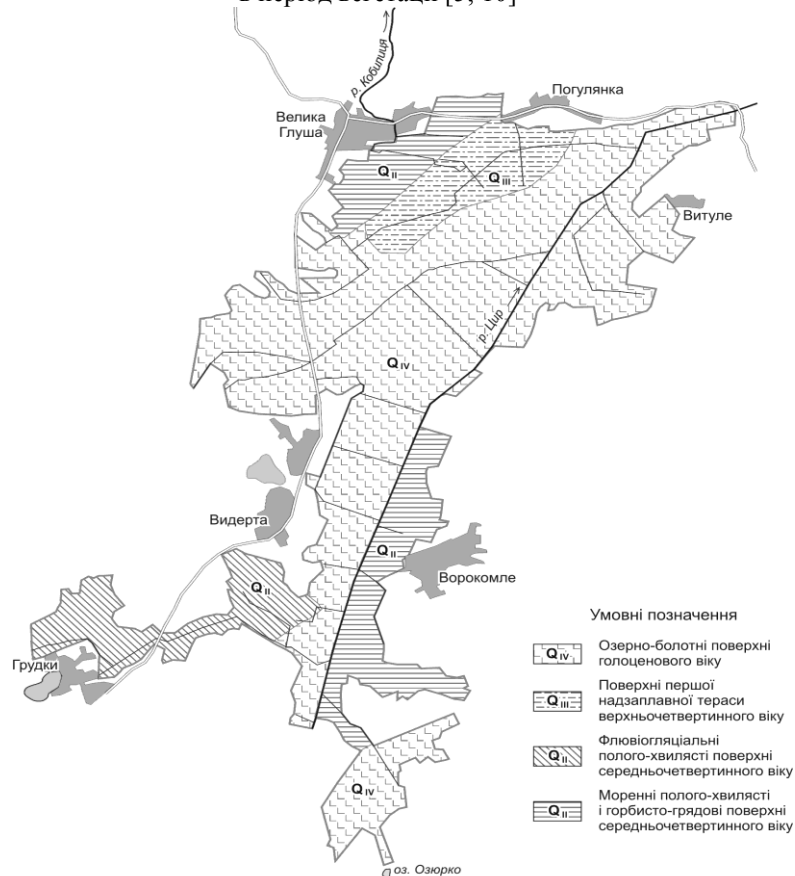 в період вегетації [5, 10]
р. Кобилиця
Погулянка
Велика
Глуша
Q II
Q III
Витуле
р. Цир
Q IV
Видерта
Q II
Ворокомле
Q II
Грудки
Q IV
оз. Озюрко
Умовні позначення
Q IV Озерно-болотні поверхні
голоценового віку
Q III Поверхні першої
надзаплавної тераси
верхньочетвертинного віку
Q II Флювіогляціальні
полого-хвилясті поверхні
середньочетвертинного віку
Q II Моренні полого-хвилясті
і горбисто-грядові поверхні
середньочетвертинного віку